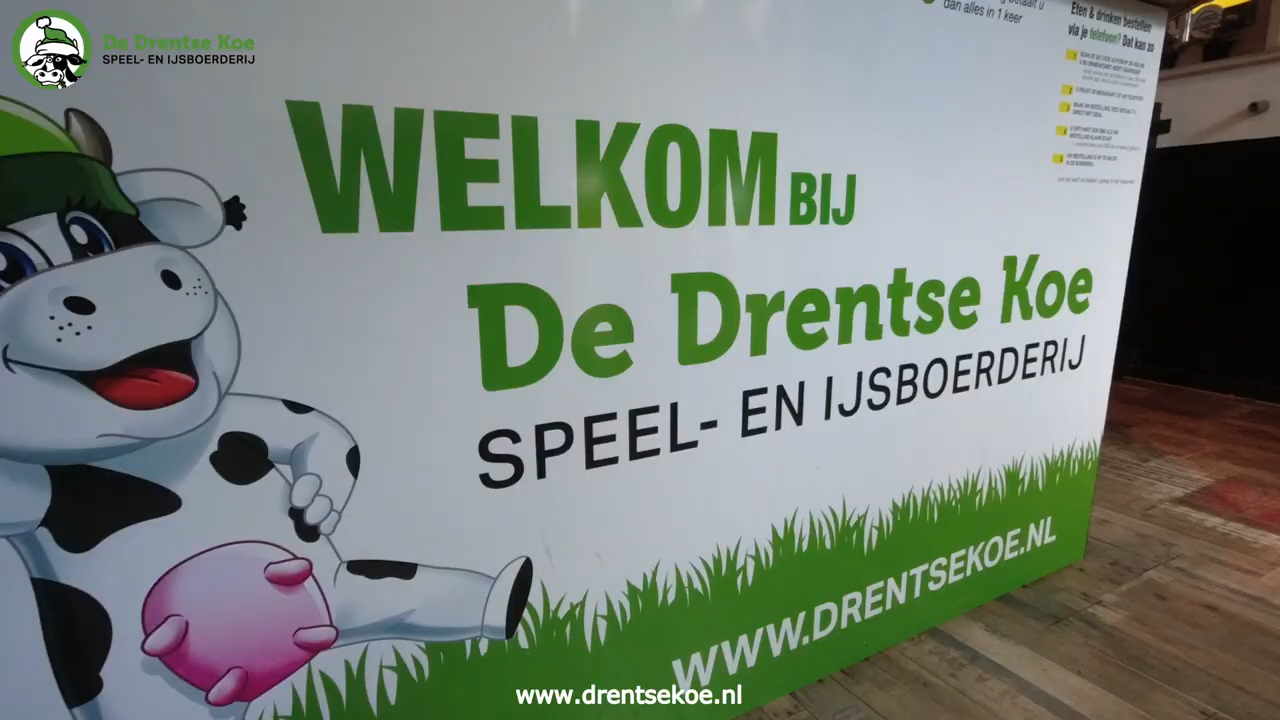 De Drentse Koe
SPEEL- EN IJSBOERDERIJ
dan alles in 1 keer
Eten & drinken bestellen
via je telefoon? Dat kan zo
WELKOM BIJ
De Drentse Koe
SPEEL- EN IJSBOERDERIJ
WWW.DRENTSEKOE.NL
www.drentsekoe.nl